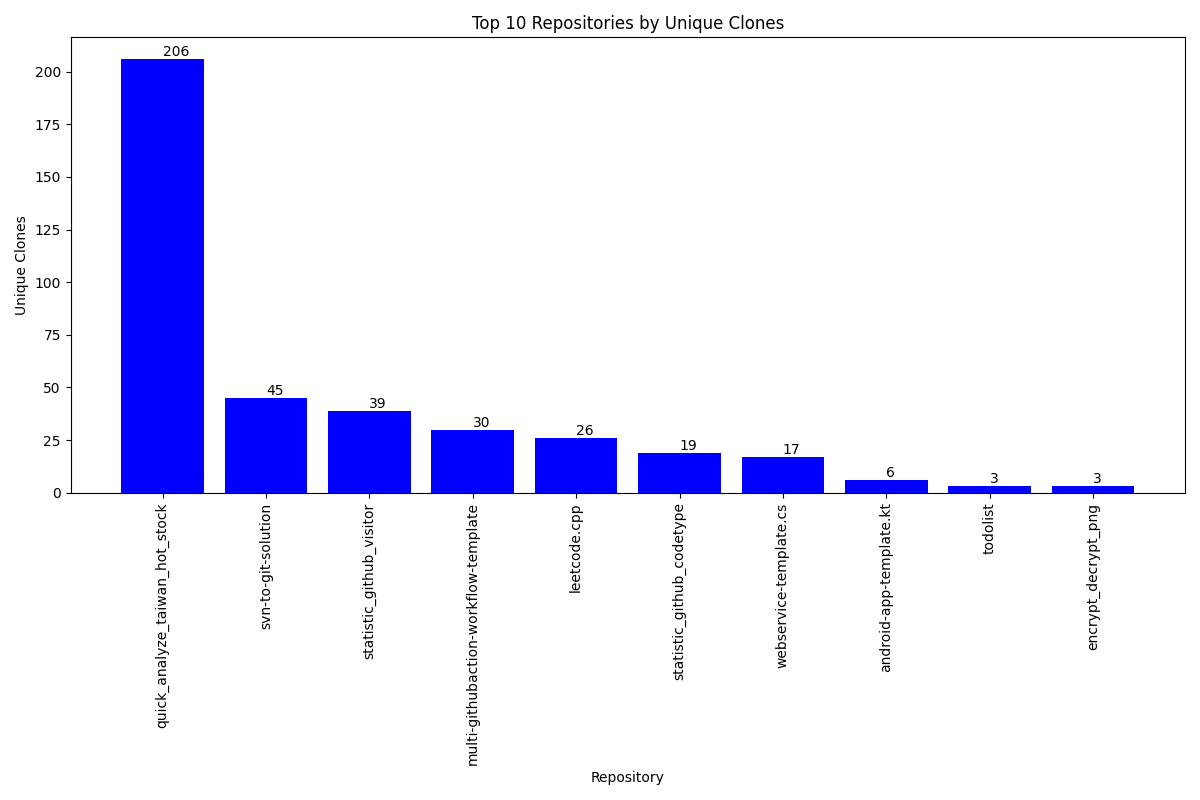 Top 10 Repositories by Unique Clones
Unique Clones
200
175
150
125
100
75
50
25
0
206
45
39
30
26
19
17
6
3
3
quick_analyze_taiwan_hot_stock
svn-to-git-solution
statistic_github_visitor
multi-githubaction-workflow-template
leetcode.cpp
statistic_github_codetype
webservice-template.cs
android-app-template.kt
todolist
encrypt_decrypt_png
Repository